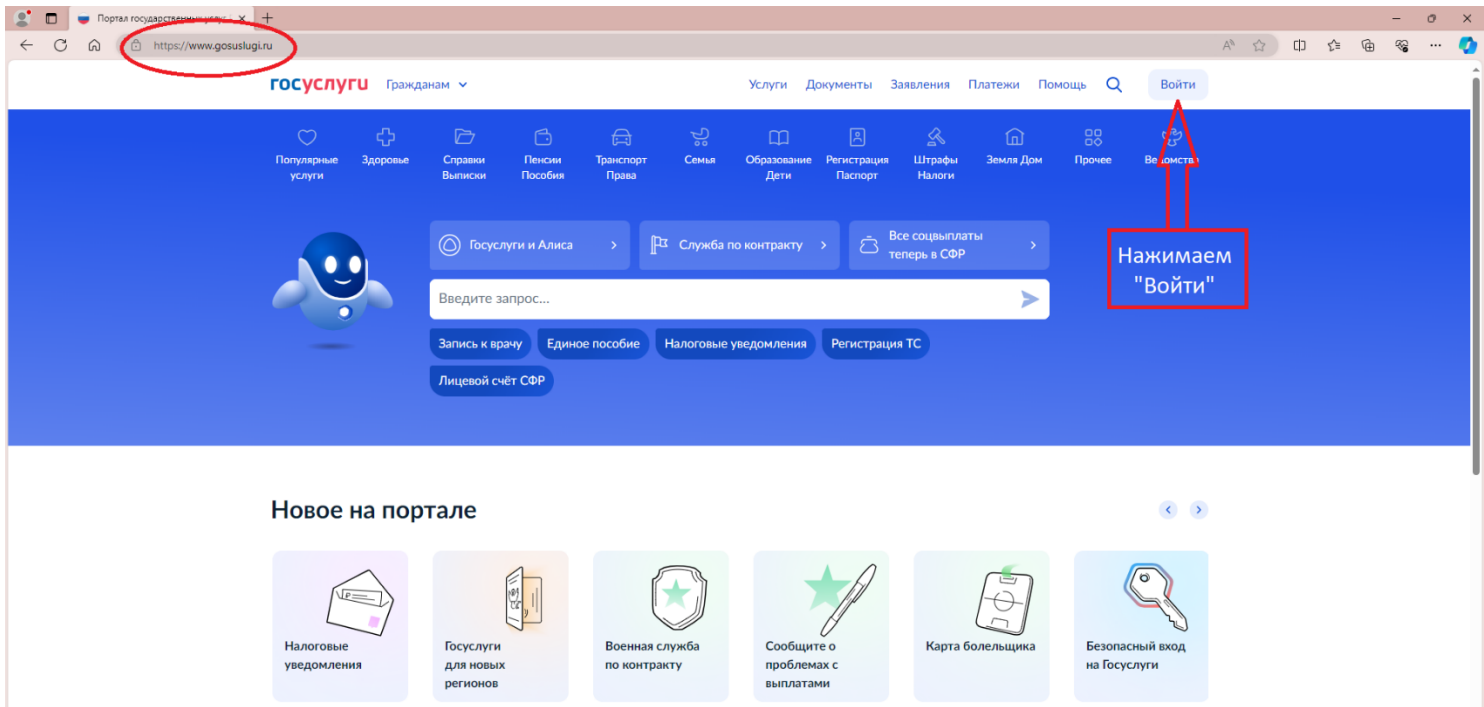 Портал государственных услуг
https://www.gosuslugi.ru
госуслуги Гражданам Услуги Документы Заявления Платежи Помощь Войти
Популярные услуги
Здоровье
Справки Выписки
Пенсии Пособия
Транспорт Права
Семья
Образование Дети
Регистрация Паспорт
Штрафы Налоги
Земля Дом
Прочее
Ведомства
Госуслуги и Алиса
Служба по контракту
Все соцвыплаты
теперь в СФР
Нажимаем
"Войти"
Введите запрос...
Запись к врачу Единое пособие Налоговые уведомления Регистрация ТС
Лицевой счёт СФР
Новое на портале
Налоговые
уведомления
Госуслуги
для новых
регионов
Военная служба
по контракту
Сообщите о
проблемах с
выплатами
Карта болельщика
Безопасный вход
на Госуслуги